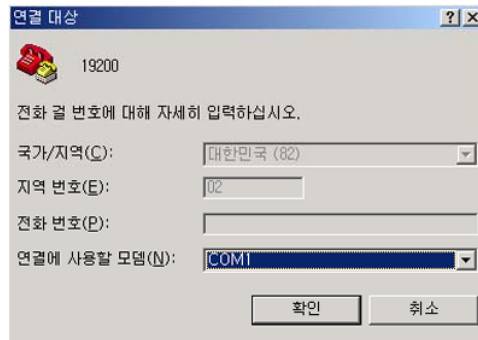 연결 대상
19200
전화 걸 번호에 대해 자세히 입력하십시오.
국가/지역(C): 대한민국 (82)
지역 번호(E): 02
전화 번호(P):
연결에 사용할 모뎀(N): COM1
확인 취소